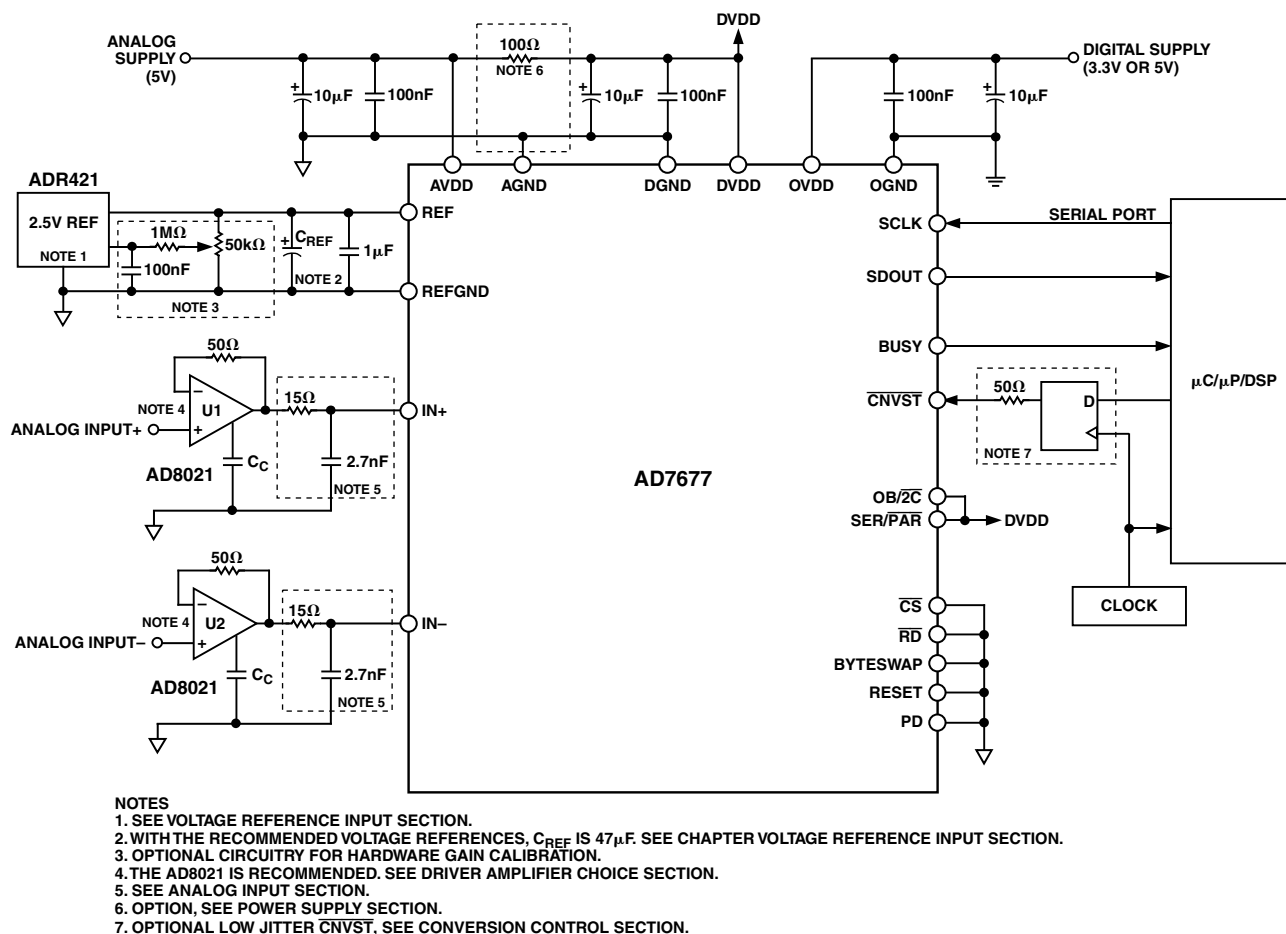 ANALOG
SUPPLY
(5V)
10μF
100nF
100Ω
NOTE 6
10μF
100nF
DVDD
100nF
10μF
DIGITAL SUPPLY
(3.3V OR 5V)
AVDD
AGND
DGND
DVDD
OVDD
OGND
ADR421
2.5V REF
NOTE 1
1MΩ
50kΩ
100nF
NOTE 3
CREF
NOTE 2
1μF
REF
REFGND
50Ω
NOTE 4
U1
ANALOG INPUT+
AD8021
CC
15Ω
2.7nF
NOTE 5
IN+
50Ω
NOTE 4
U2
ANALOG INPUT–
AD8021
CC
15Ω
2.7nF
NOTE 5
IN–
AD7677
SCLK
SERIAL PORT
SDOUT
BUSY
CNVST
50Ω
D
NOTE 7
μC/μP/DSP
OB/2C
SER/PAR
DVDD
CLOCK
CS
RD
BYTESWAP
RESET
PD
NOTES
1. SEE VOLTAGE REFERENCE INPUT SECTION.
2. WITH THE RECOMMENDED VOLTAGE REFERENCES, CREF IS 47μF. SEE CHAPTER VOLTAGE REFERENCE INPUT SECTION.
3. OPTIONAL CIRCUITRY FOR HARDWARE GAIN CALIBRATION.
4. THE AD8021 IS RECOMMENDED. SEE DRIVER AMPLIFIER CHOICE SECTION.
5. SEE ANALOG INPUT SECTION.
6. OPTION, SEE POWER SUPPLY SECTION.
7. OPTIONAL LOW JITTER CNVST, SEE CONVERSION CONTROL SECTION.